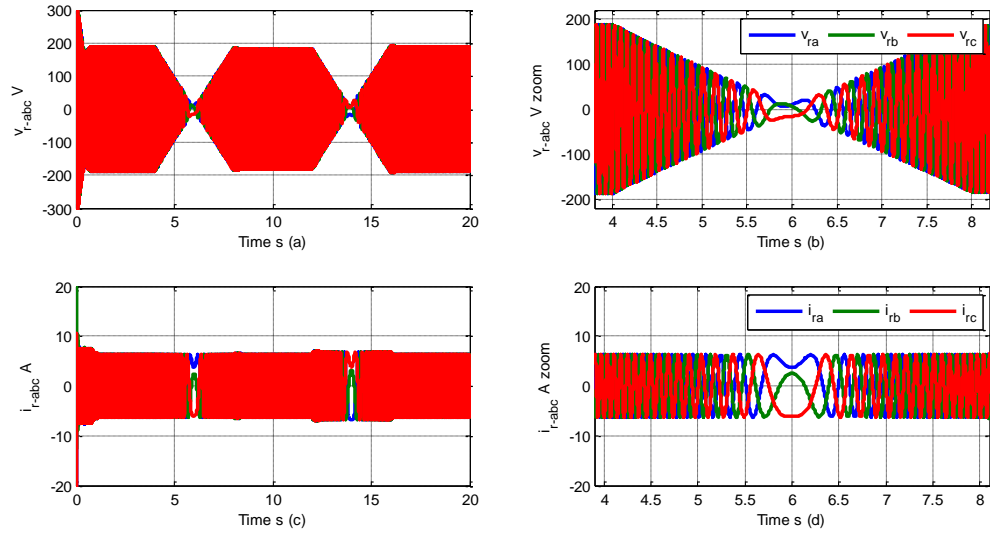 300
200
100
0
-100
-200
-300
v_r-abc V
0 5 10 15 20
Time s (a)
200
100
0
-100
-200
v_r-abc V zoom
v_ra v_rb v_rc
4 4.5 5 5.5 6 6.5 7 7.5 8
Time s (b)
20
10
0
-10
-20
i_r-abc A
0 5 10 15 20
Time s (c)
20
10
0
-10
-20
i_r-abc A zoom
i_ra i_rb i_rc
4 4.5 5 5.5 6 6.5 7 7.5 8
Time s (d)